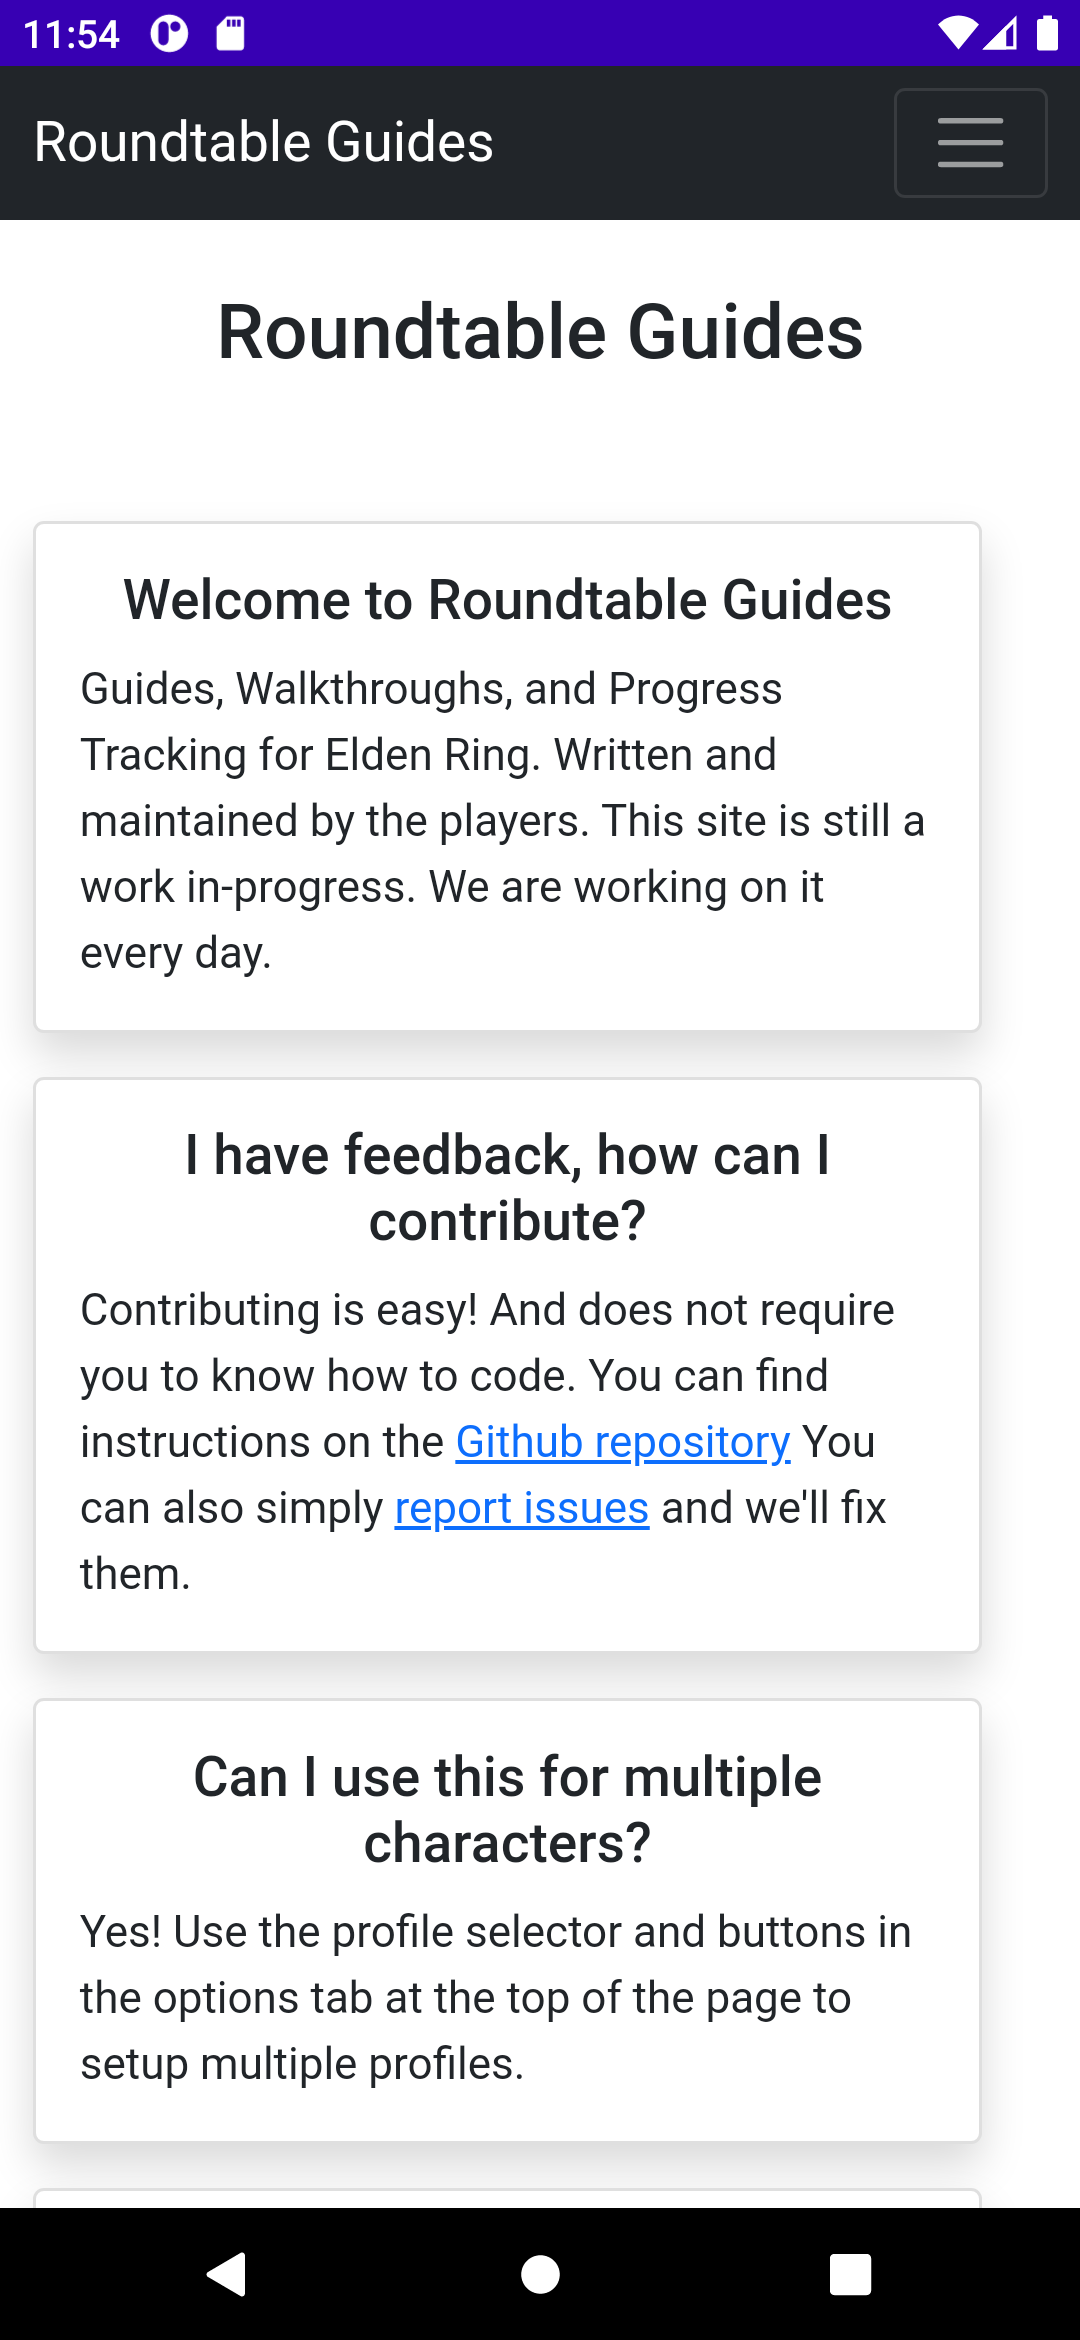 11:54
Roundtable Guides
Roundtable Guides
Welcome to Roundtable Guides
Guides, Walkthroughs, and Progress
Tracking for Elden Ring. Written and
maintained by the players. This site is still a
work in-progress. We are working on it
every day.
I have feedback, how can I
contribute?
Contributing is easy! And does not require
you to know how to code. You can find
instructions on the Github repository You
can also simply report issues and we'll fix
them.
Can I use this for multiple
characters?
Yes! Use the profile selector and buttons in
the options tab at the top of the page to
setup multiple profiles.